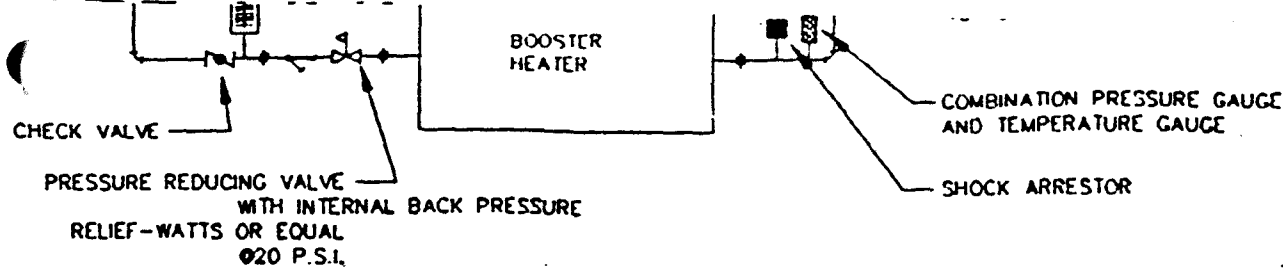 BOOSTER
HEATER
COMBINATION PRESSURE GAUGE
AND TEMPERATURE GAUGE
CHECK VALVE
SHOCK ARRESTOR
PRESSURE REDUCING VALVE
WITH INTERNAL BACK PRESSURE
RELIEF-WATTS OR EQUAL
@20 P.S.I.